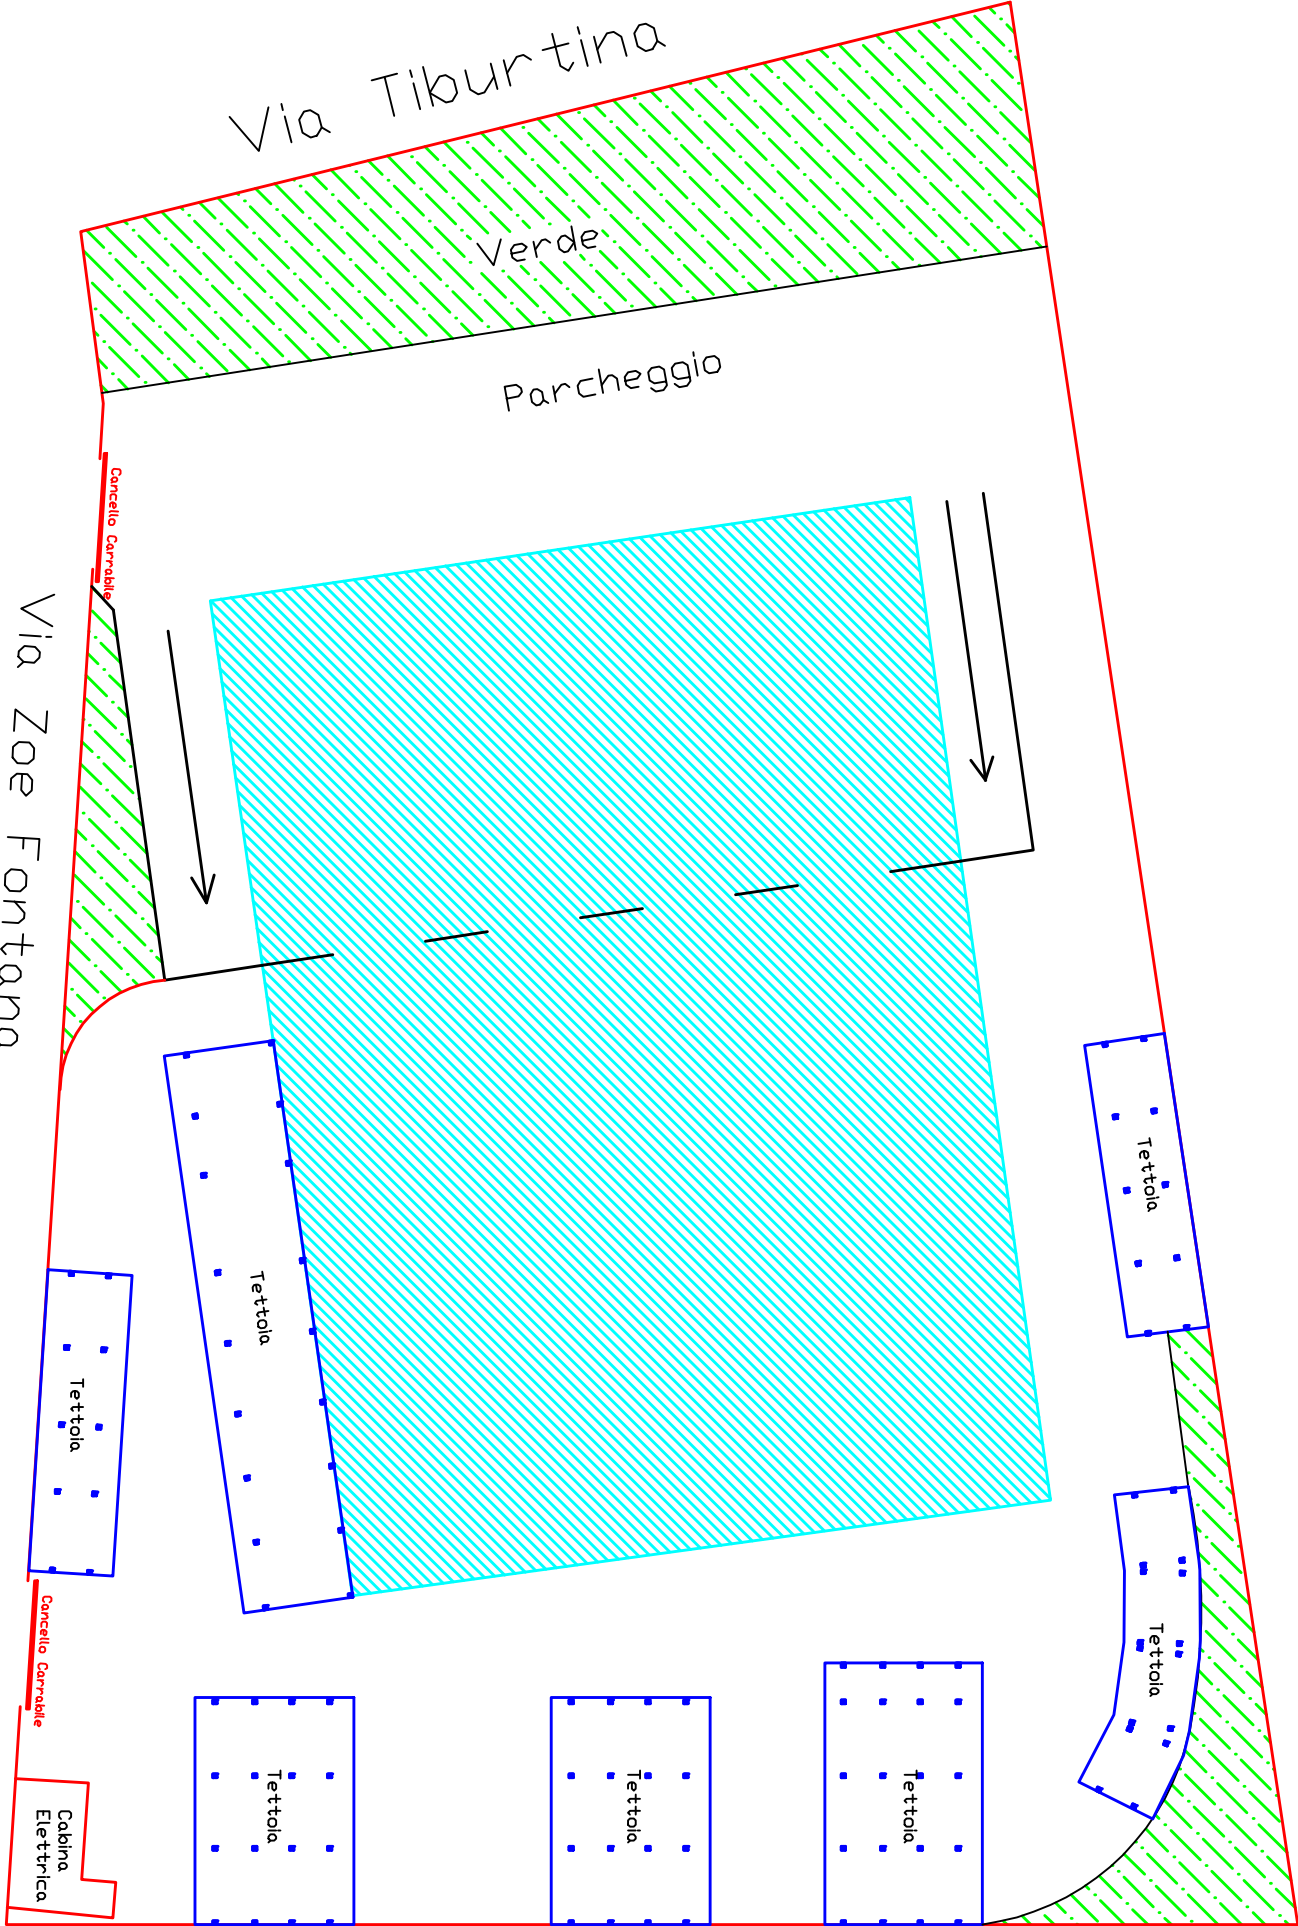 Via Tiburtina
Verde
Parcheggio
Cancello Carrabile
Via Zoe Fontana
Tettoia
Tettoia
Tettoia
Cancello Carrabile
Tettoia
Tettoia
Tettoia
Tettoia
Cabina
Elettrica